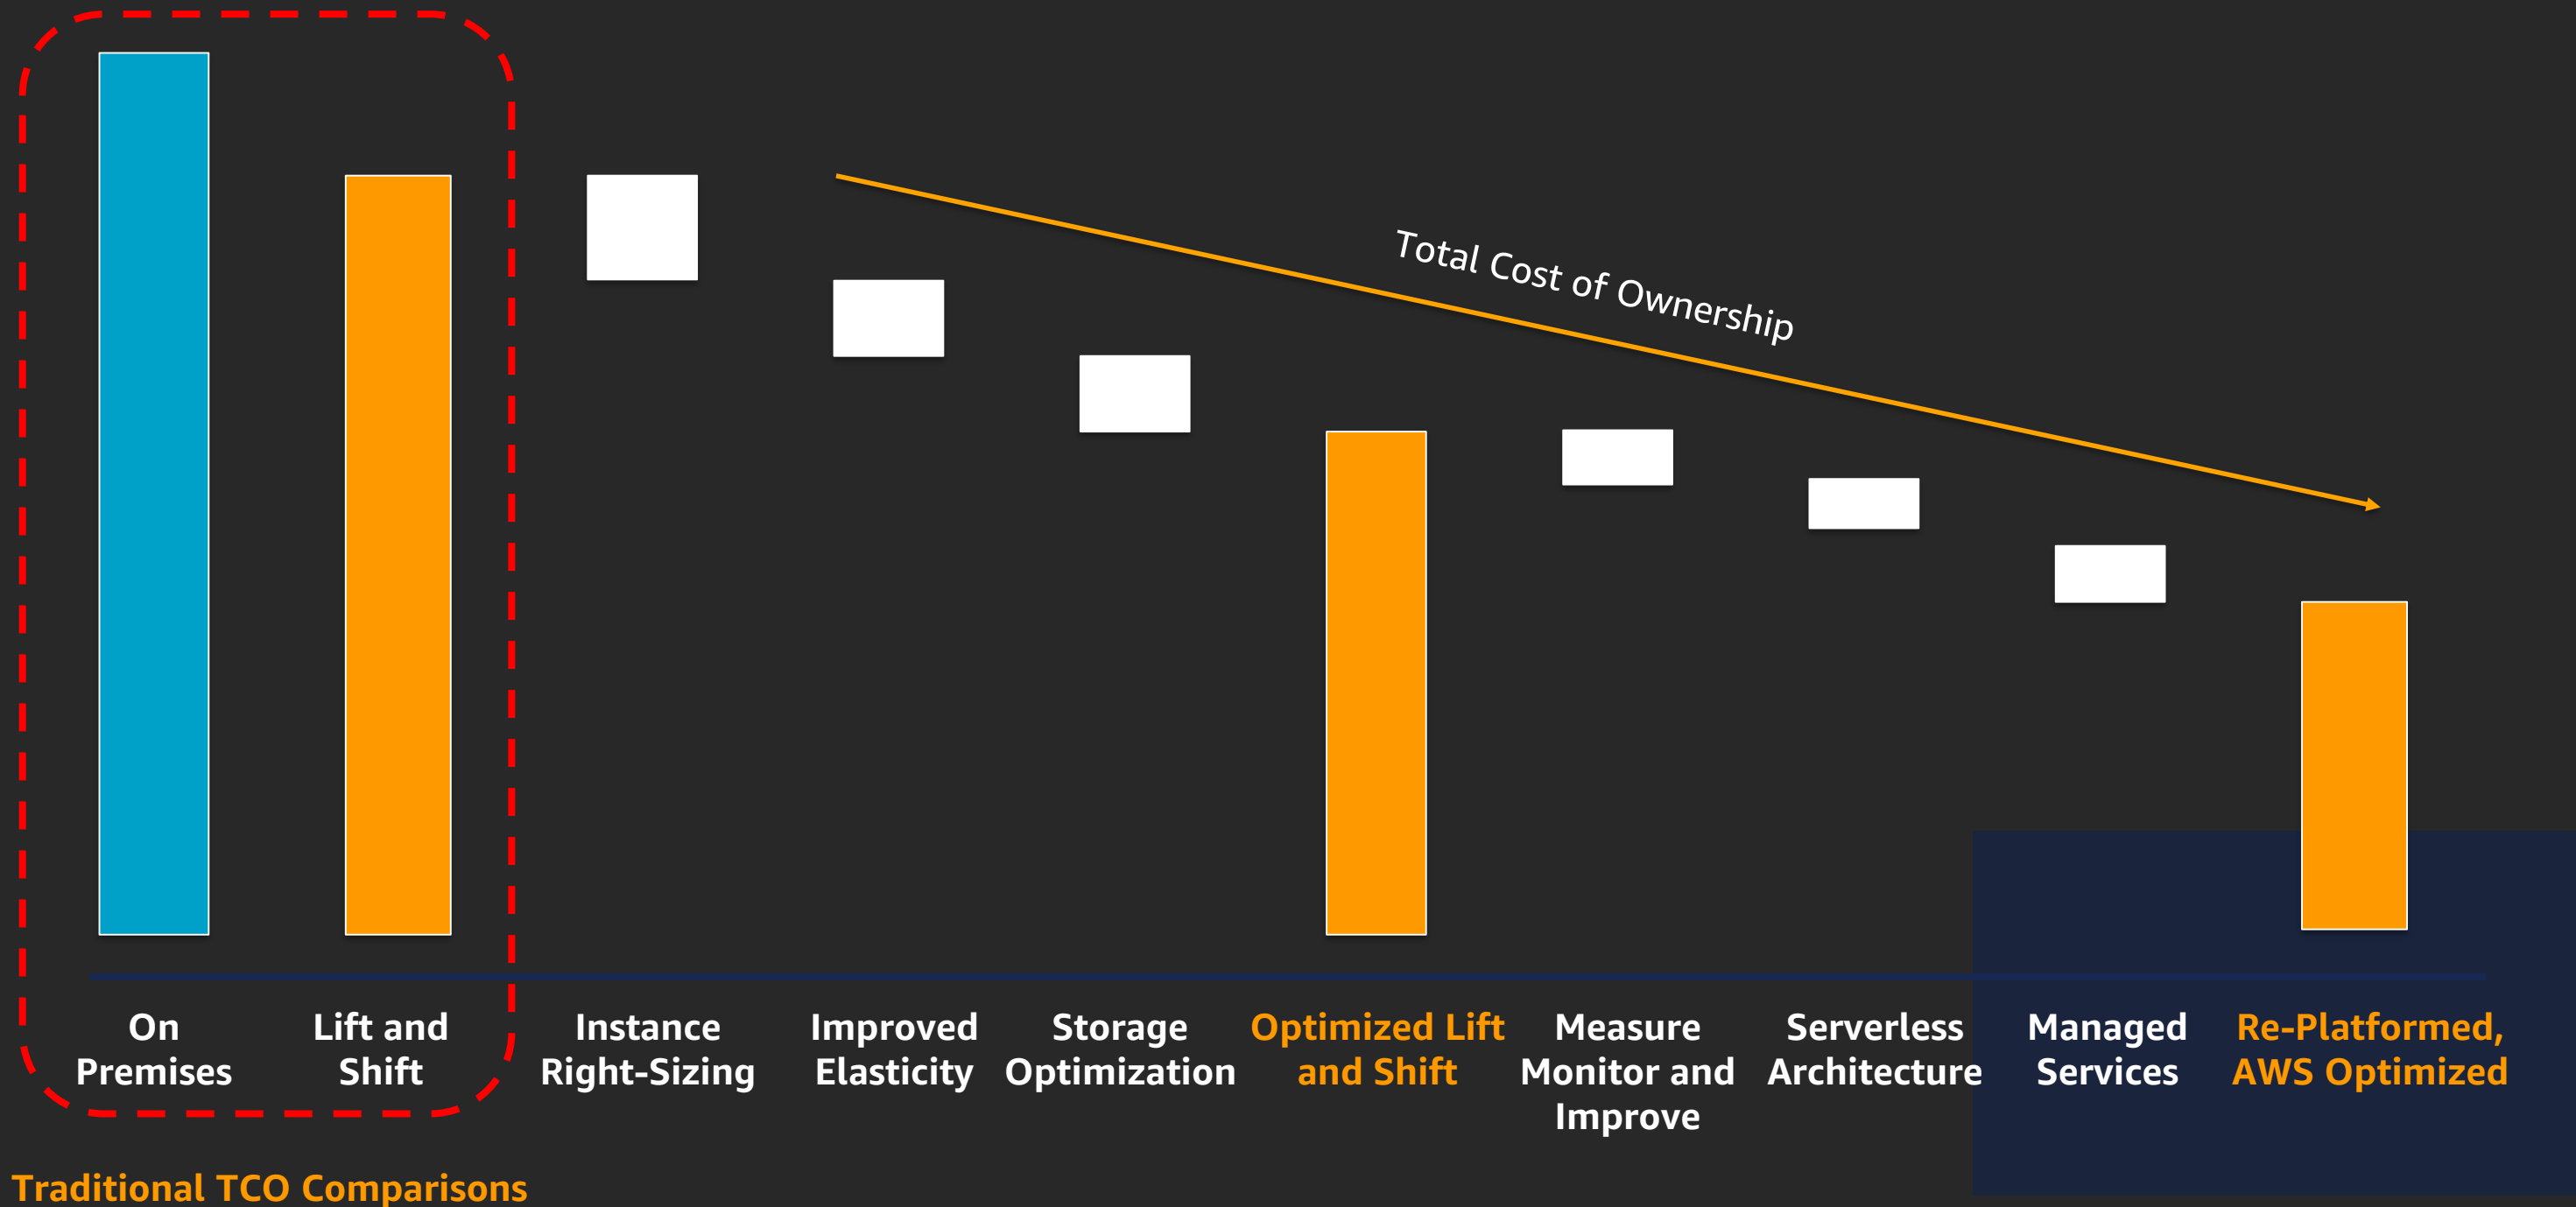 Total Cost of Ownership
On
Premises
Lift and
Shift
Instance
Right-Sizing
Improved
Elasticity
Storage
Optimization
Optimized Lift
and Shift
Measure
Monitor and
Improve
Serverless
Architecture
Managed
Services
Re-Platformed,
AWS Optimized
Traditional TCO Comparisons